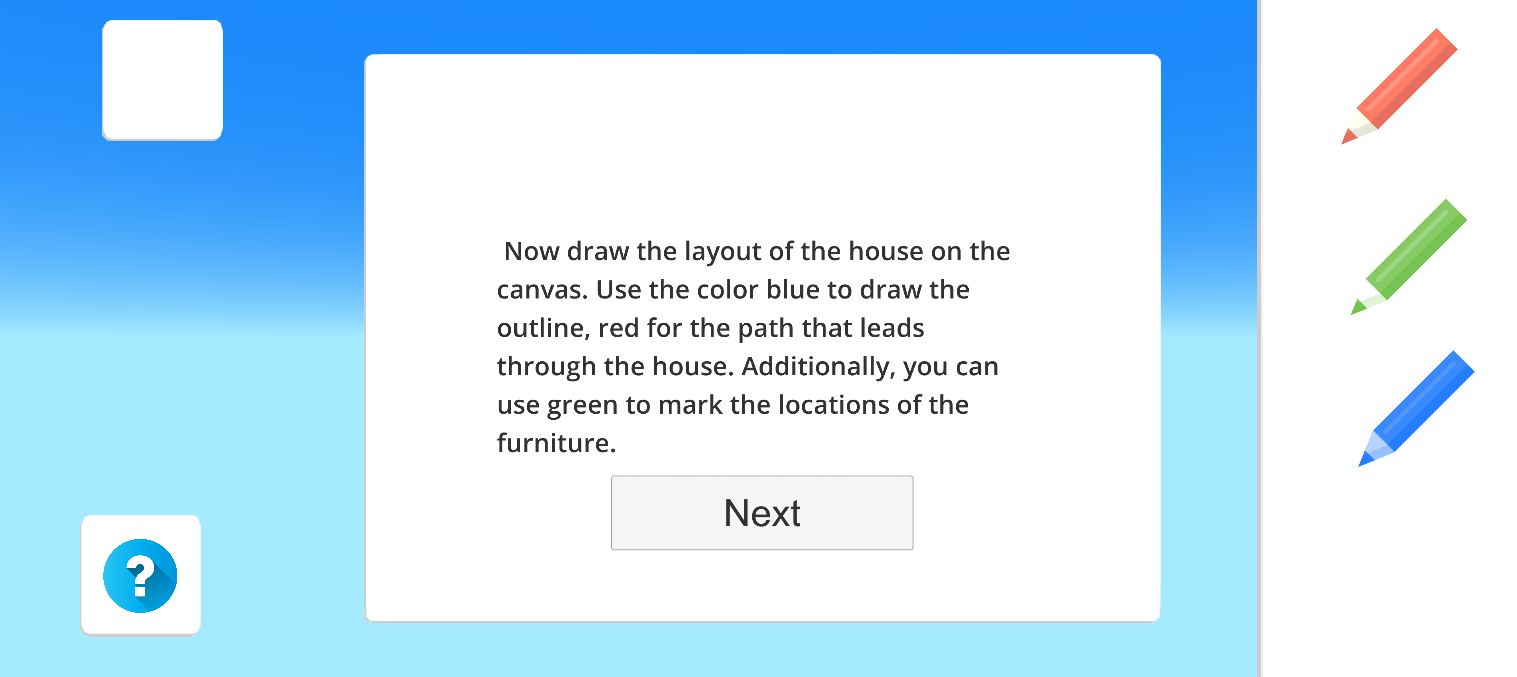 Now draw the layout of the house on the
canvas. Use the color blue to draw the
outline, red for the path that leads
through the house. Additionally, you can
use green to mark the locations of the
furniture.
Next
?